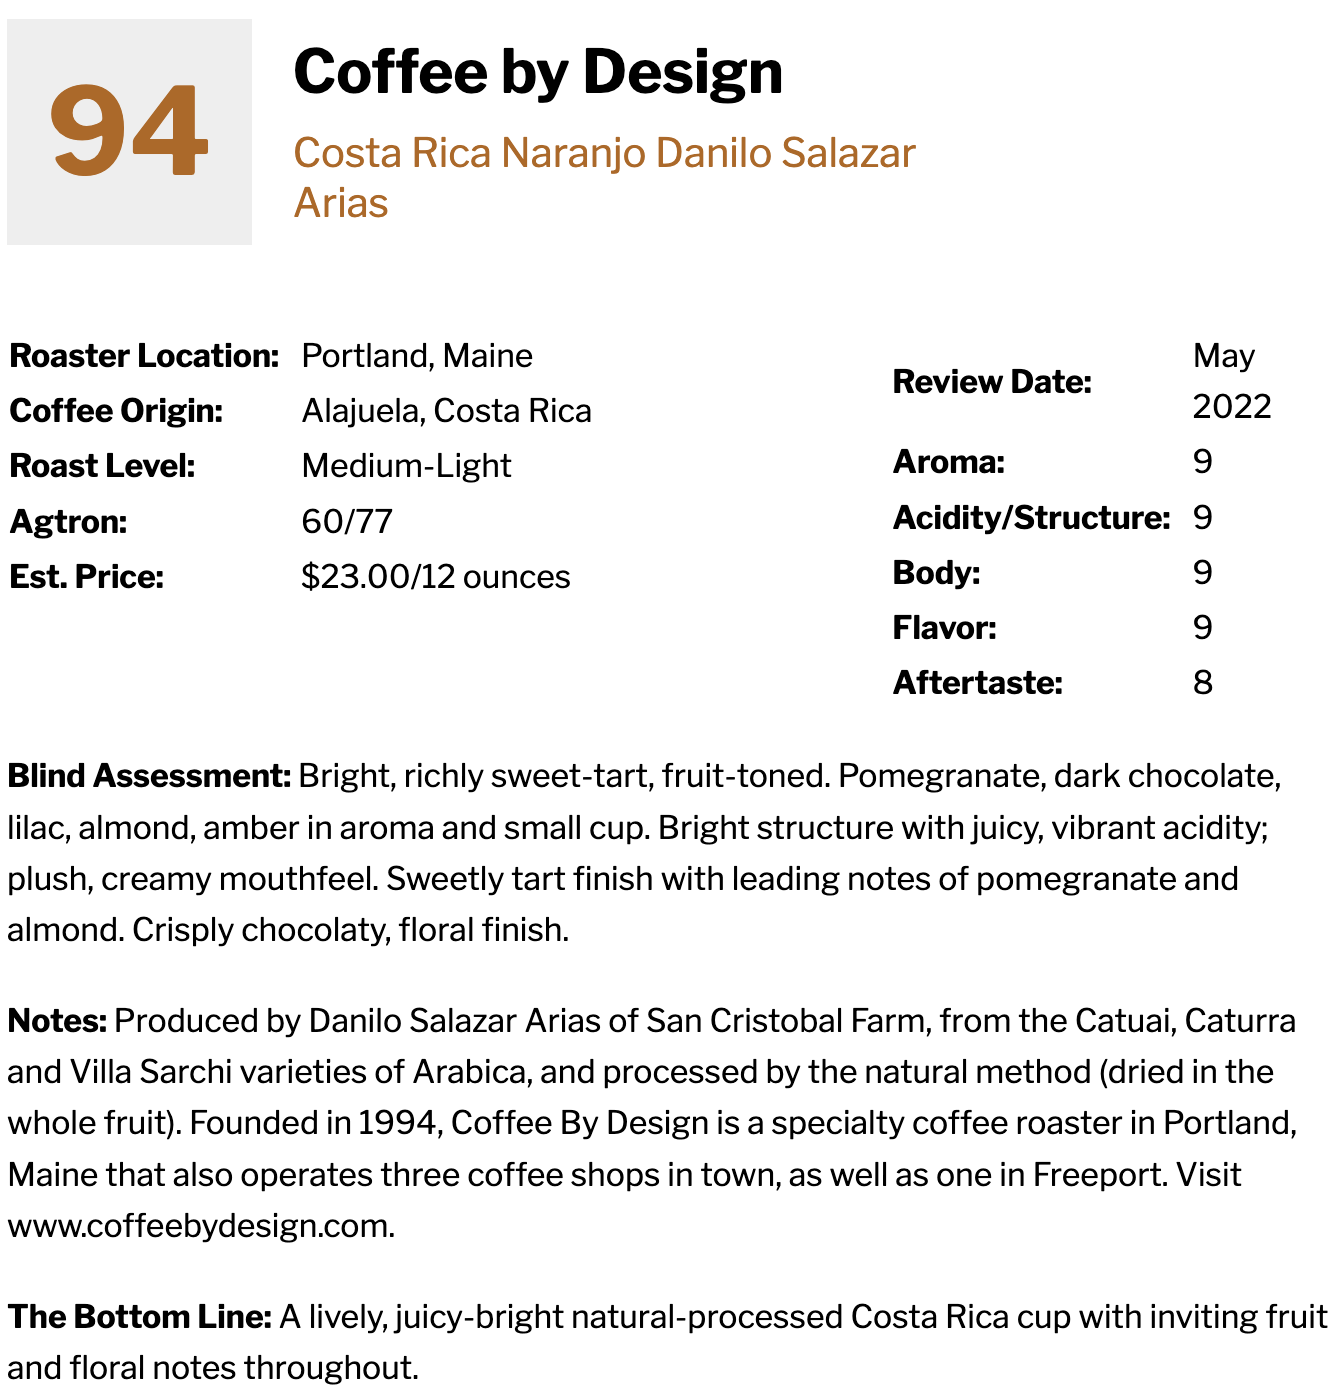 94
Coffee by Design
Costa Rica Naranjo Danilo Salazar
Arias
Roaster Location: Portland, Maine
Coffee Origin: Alajuela, Costa Rica
Roast Level: Medium-Light
Agtron: 60/77
Est. Price: $23.00/12 ounces
Review Date: May
2022
Aroma: 9
Acidity/Structure: 9
Body: 9
Flavor: 9
Aftertaste: 8
Blind Assessment: Bright, richly sweet-tart, fruit-toned. Pomegranate, dark chocolate,
lilac, almond, amber in aroma and small cup. Bright structure with juicy, vibrant acidity;
plush, creamy mouthfeel. Sweetly tart finish with leading notes of pomegranate and
almond. Crisply chocolaty, floral finish.
Notes: Produced by Danilo Salazar Arias of San Cristobal Farm, from the Catuai, Caturra
and Villa Sarchi varieties of Arabica, and processed by the natural method (dried in the
whole fruit). Founded in 1994, Coffee By Design is a specialty coffee roaster in Portland,
Maine that also operates three coffee shops in town, as well as one in Freeport. Visit
www.coffeebydesign.com.
The Bottom Line: A lively, juicy-bright natural-processed Costa Rica cup with inviting fruit
and floral notes throughout.